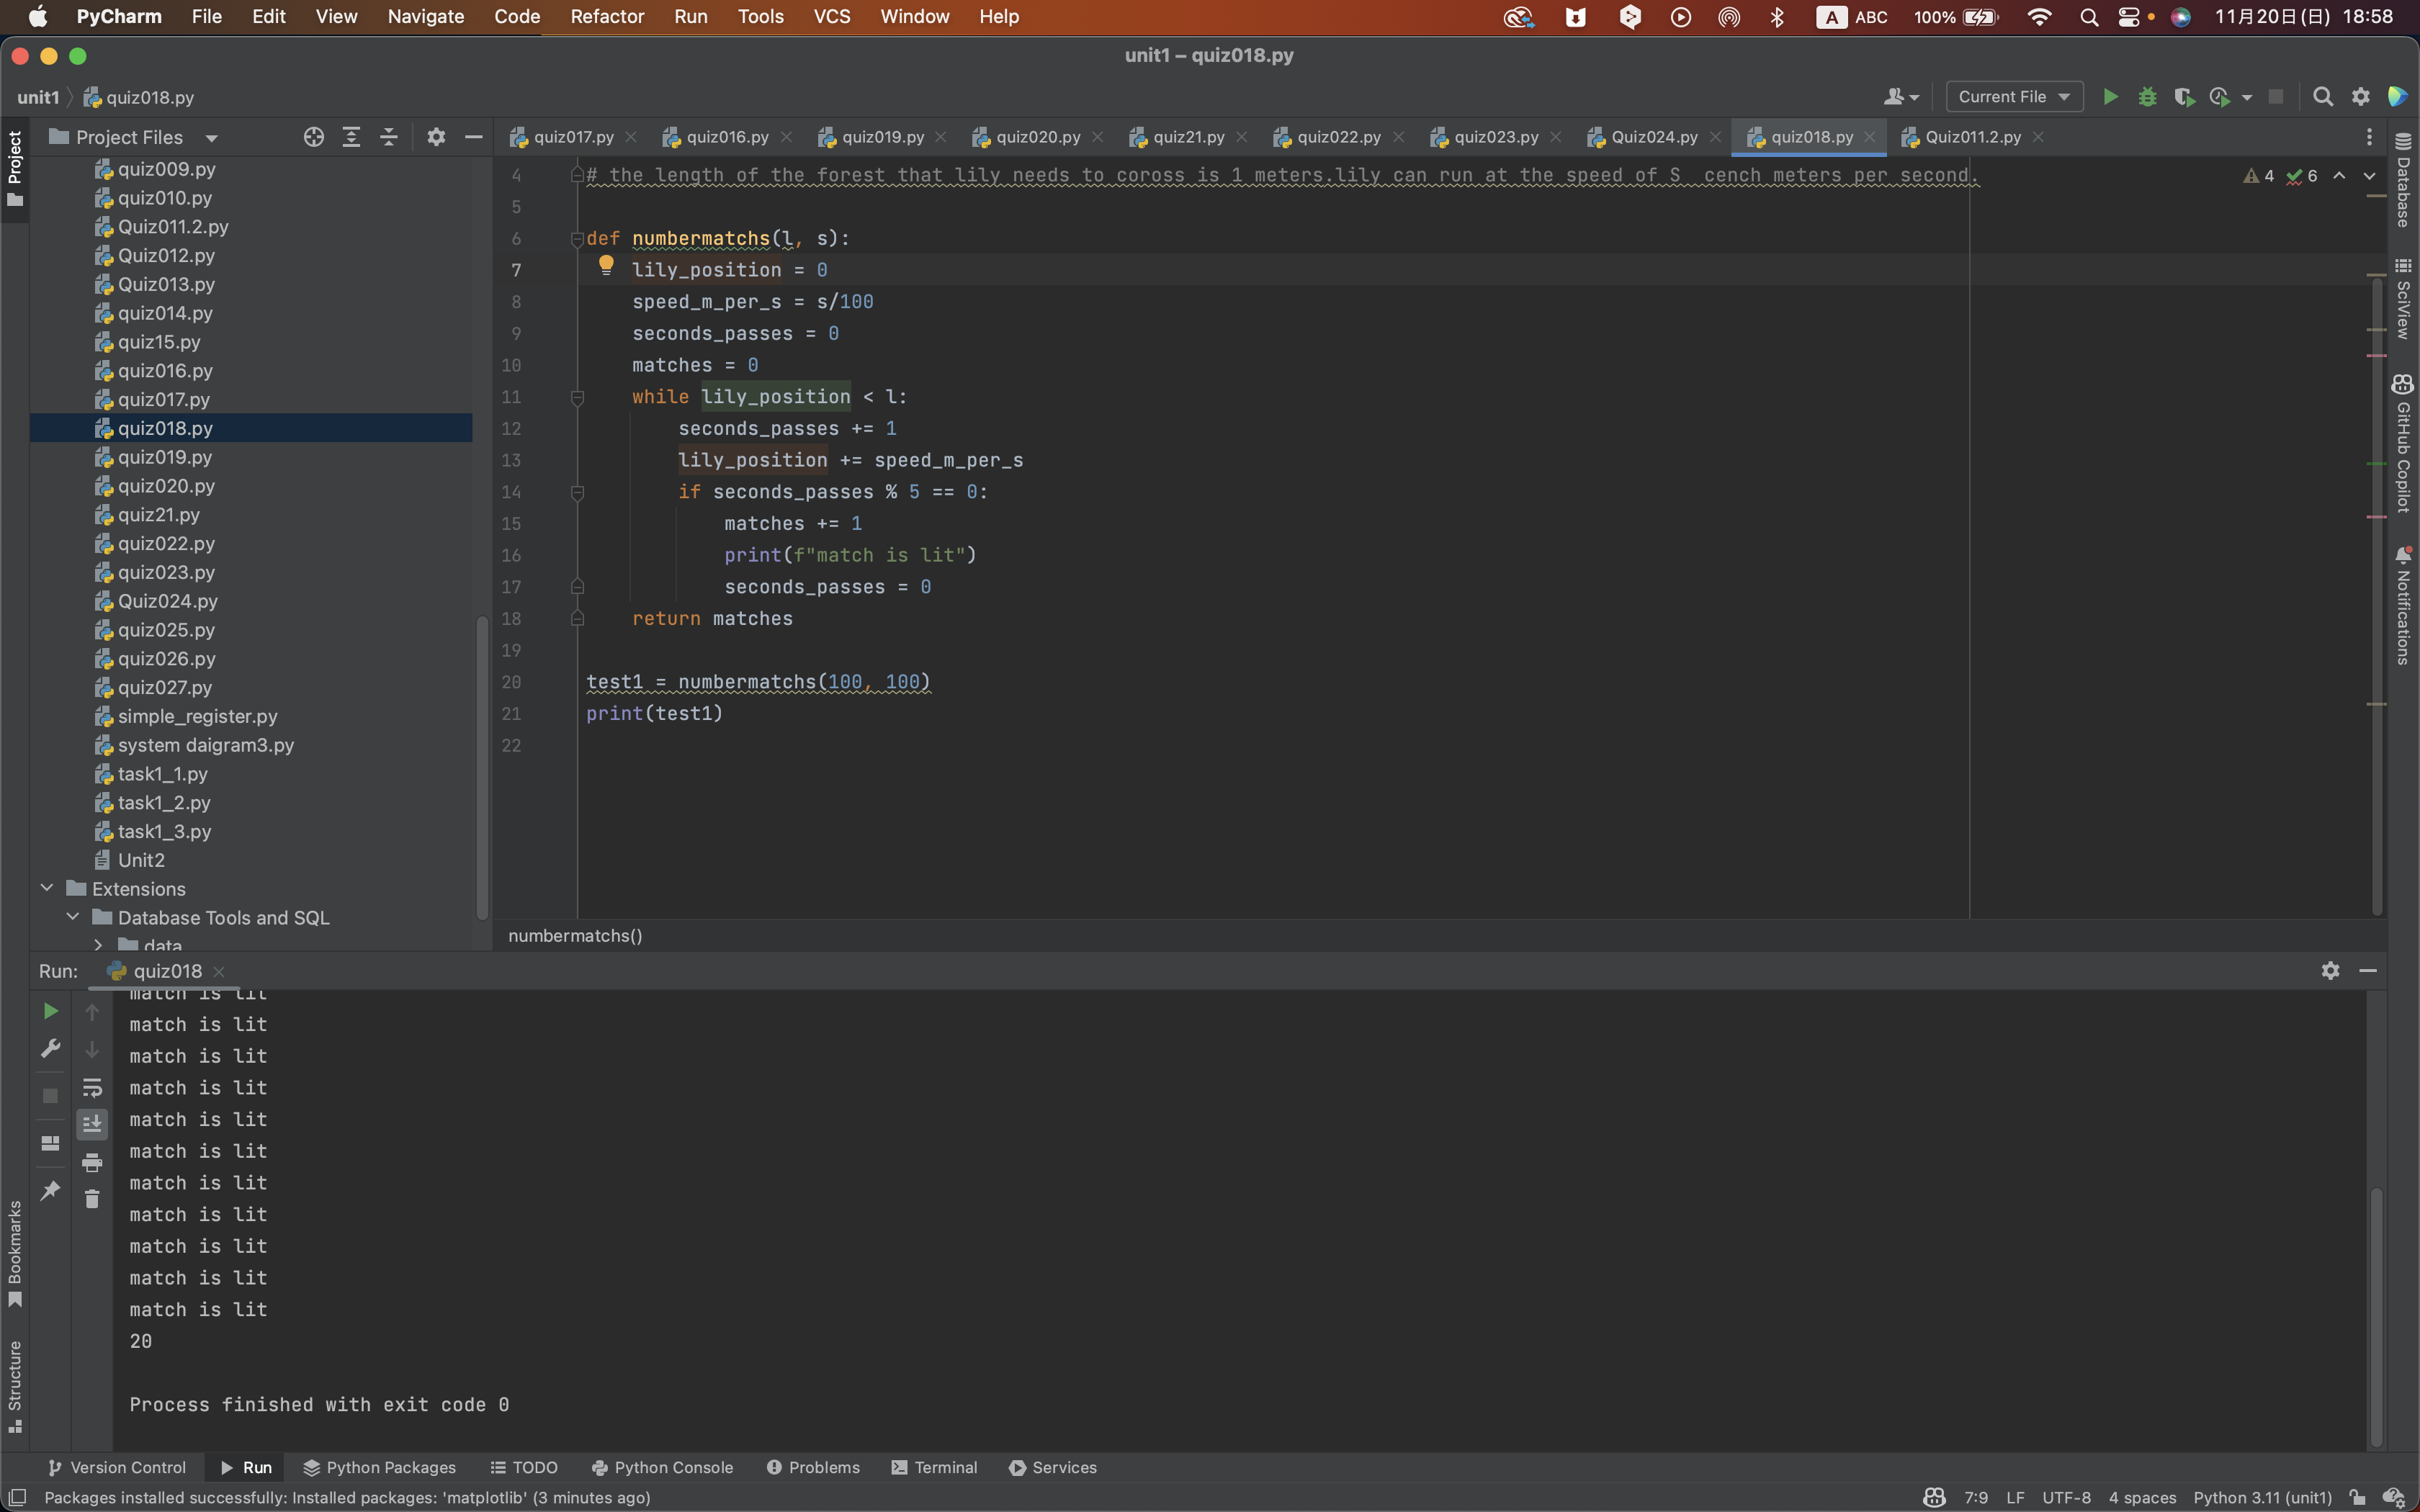 PyCharm File Edit View Navigate Code Refactor Run Tools VCS Window Help A ABC 100% 11月20日(日) 18:58
unit1 – quiz018.py
unit1 quiz018.py Current File
Project Files
quiz017.py quiz016.py quiz019.py quiz020.py quiz21.py quiz022.py quiz023.py Quiz024.py quiz018.py Quiz011.2.py
Project
quiz009.py
quiz010.py
Quiz011.2.py
Quiz012.py
Quiz013.py
quiz014.py
quiz15.py
quiz016.py
quiz017.py
quiz018.py
quiz019.py
quiz020.py
quiz21.py
quiz022.py
quiz023.py
Quiz024.py
quiz025.py
quiz026.py
quiz027.py
simple_register.py
system daigram3.py
task1_1.py
task1_2.py
task1_3.py
Unit2
Extensions
Database Tools and SQL
data
4 # the length of the forest that lily needs to coross is 1 meters.lily can run at the speed of S  cench meters per second.
4 6
5
6 def numbermatchs(l, s):
7 lily_position = 0
8 speed_m_per_s = s/100
9 seconds_passes = 0
10 matches = 0
11 while lily_position < l:
12 seconds_passes += 1
13 lily_position += speed_m_per_s
14 if seconds_passes % 5 == 0:
15 matches += 1
16 print(f"match is lit")
17 seconds_passes = 0
18 return matches
19
20 test1 = numbermatchs(100, 100)
21 print(test1)
22
numbermatchs()
Database
SciView
GitHub Copilot
Notifications
Run: quiz018
match is lit
match is lit
match is lit
match is lit
match is lit
match is lit
match is lit
match is lit
match is lit
match is lit
match is lit
20
Process finished with exit code 0
Bookmarks
Structure
Version Control Run Python Packages TODO Python Console Problems Terminal Services
Packages installed successfully: Installed packages: 'matplotlib' (3 minutes ago) 7:9 LF UTF-8 4 spaces Python 3.11 (unit1)